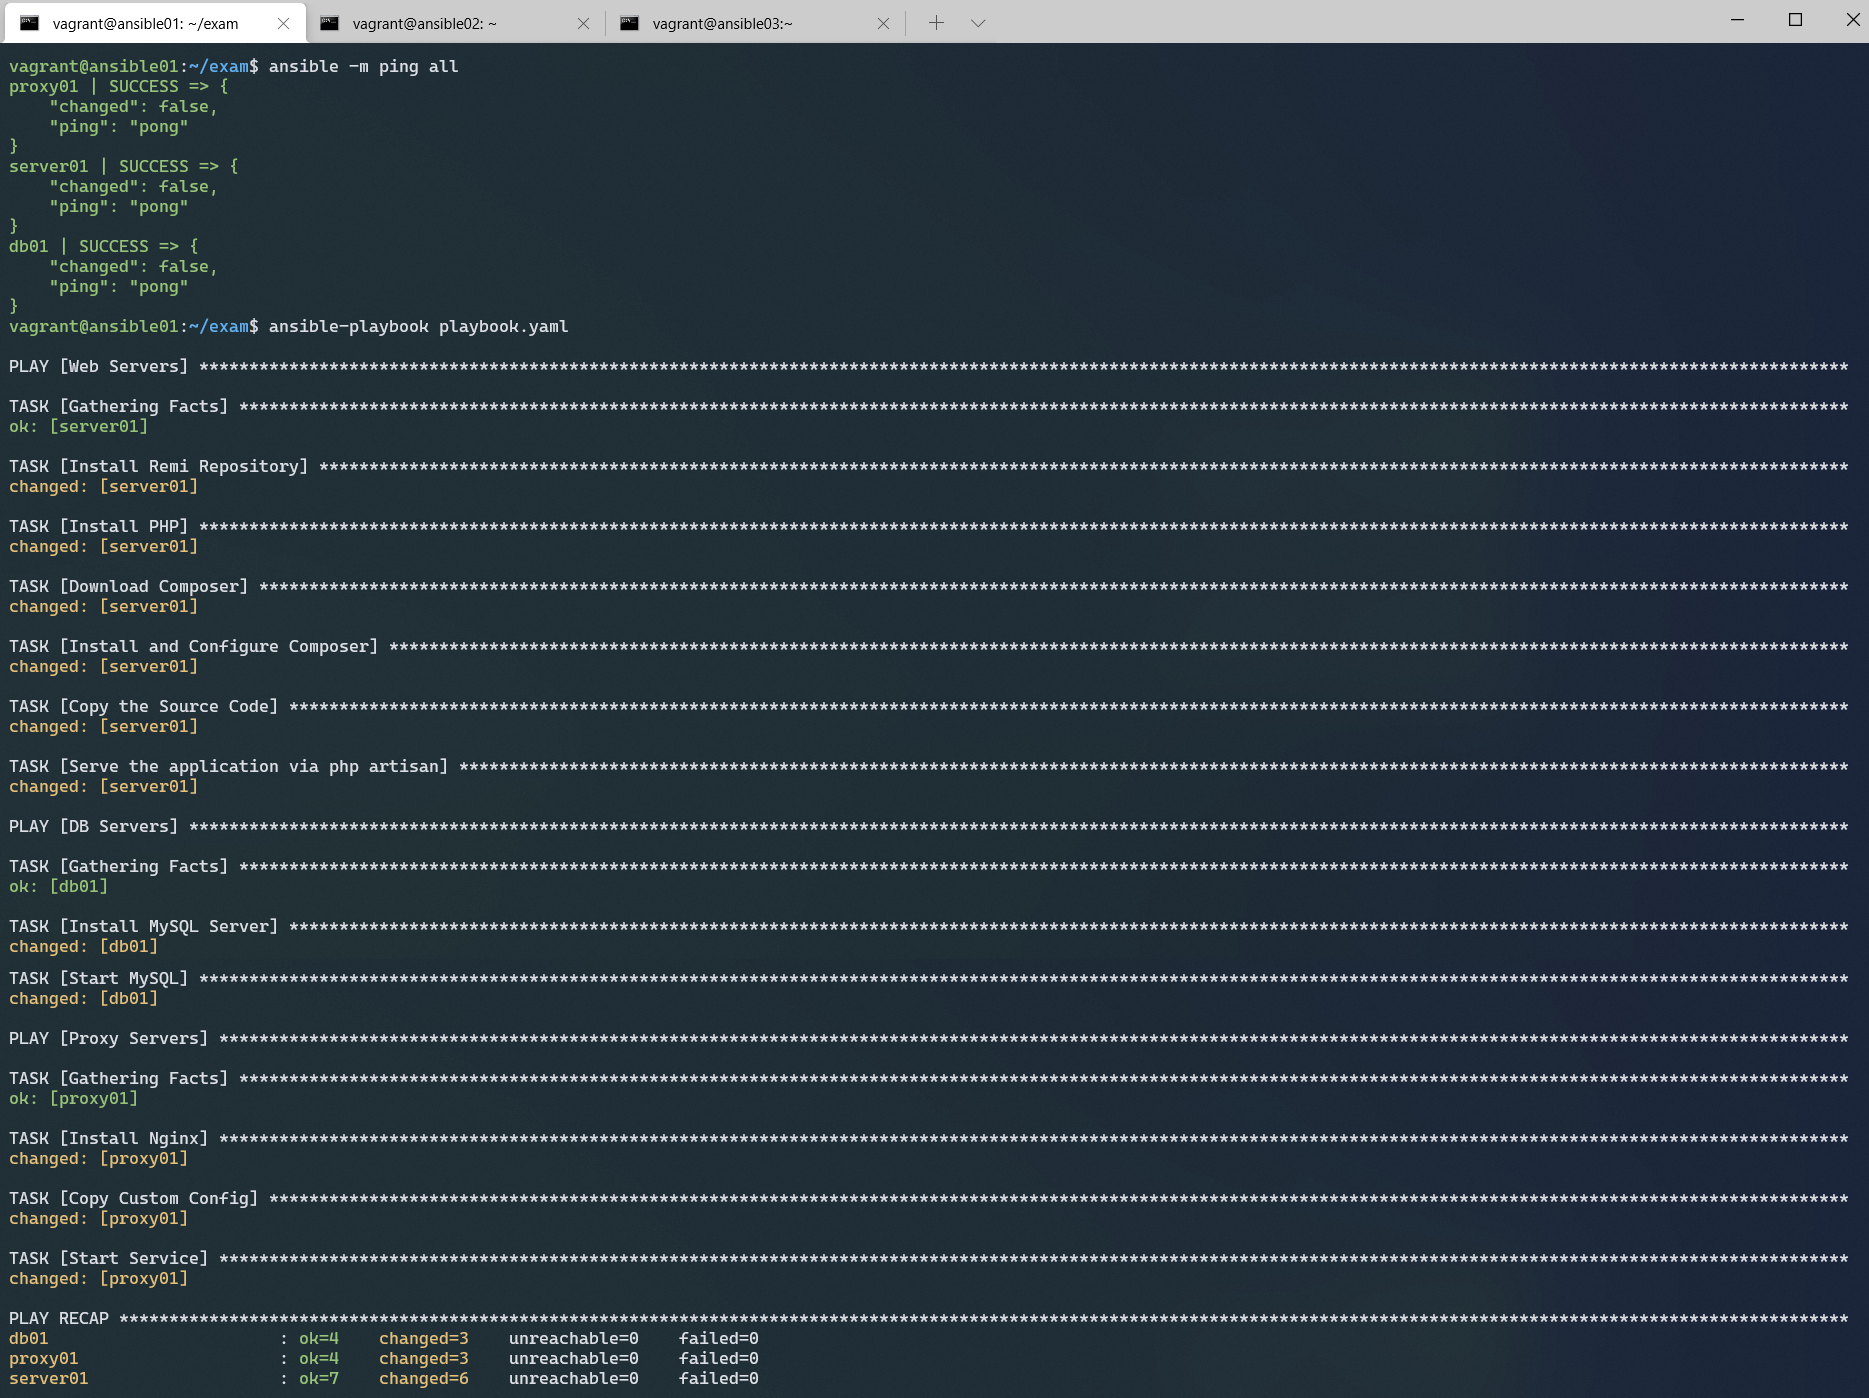 vagrant@ansible01: ~/exam
vagrant@ansible02: ~
vagrant@ansible03:~
vagrant@ansible01:~/exam$ ansible -m ping all
proxy01 | SUCCESS => {
    "changed": false,
    "ping": "pong"
}
server01 | SUCCESS => {
    "changed": false,
    "ping": "pong"
}
db01 | SUCCESS => {
    "changed": false,
    "ping": "pong"
}
vagrant@ansible01:~/exam$ ansible-playbook playbook.yaml
PLAY [Web Servers] *********************************************************************************************************************************************************************
TASK [Gathering Facts] *****************************************************************************************************************************************************************
ok: [server01]
TASK [Install Remi Repository] *********************************************************************************************************************************************************
changed: [server01]
TASK [Install PHP] *********************************************************************************************************************************************************************
changed: [server01]
TASK [Download Composer] ***************************************************************************************************************************************************************
changed: [server01]
TASK [Install and Configure Composer] **************************************************************************************************************************************************
changed: [server01]
TASK [Copy the Source Code] ************************************************************************************************************************************************************
changed: [server01]
TASK [Serve the application via php artisan] *******************************************************************************************************************************************
changed: [server01]
PLAY [DB Servers] **********************************************************************************************************************************************************************
TASK [Gathering Facts] *****************************************************************************************************************************************************************
ok: [db01]
TASK [Install MySQL Server] ************************************************************************************************************************************************************
changed: [db01]
TASK [Start MySQL] *********************************************************************************************************************************************************************
changed: [db01]
PLAY [Proxy Servers] *******************************************************************************************************************************************************************
TASK [Gathering Facts] *****************************************************************************************************************************************************************
ok: [proxy01]
TASK [Install Nginx] *******************************************************************************************************************************************************************
changed: [proxy01]
TASK [Copy Custom Config] **************************************************************************************************************************************************************
changed: [proxy01]
TASK [Start Service] *******************************************************************************************************************************************************************
changed: [proxy01]
PLAY RECAP *****************************************************************************************************************************************************************************
db01                       : ok=4    changed=3    unreachable=0    failed=0
proxy01                    : ok=4    changed=3    unreachable=0    failed=0
server01                   : ok=7    changed=6    unreachable=0    failed=0